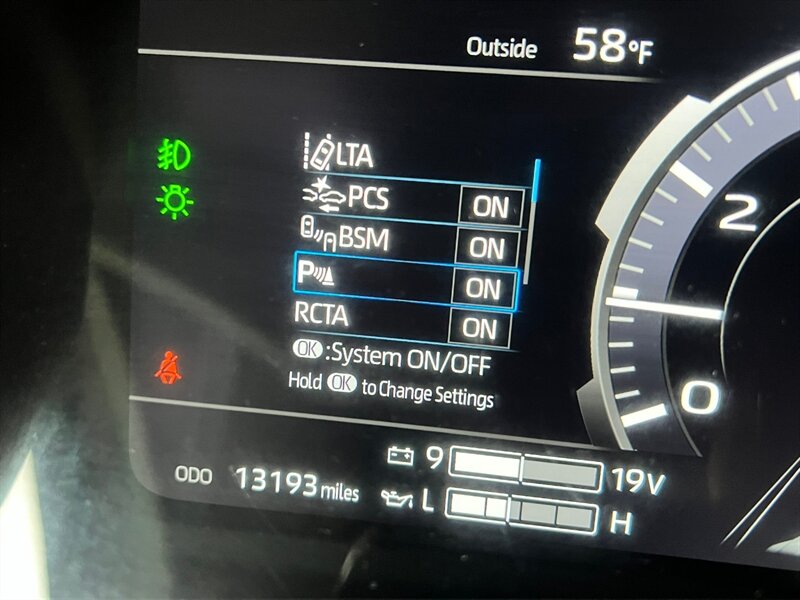 Outside 58°F
LTA
PCS ON
BSM ON
P ON
RCTA ON
OK :System ON/OFF
Hold OK to Change Settings
2
0
9 19V
ODO 13193 miles L H